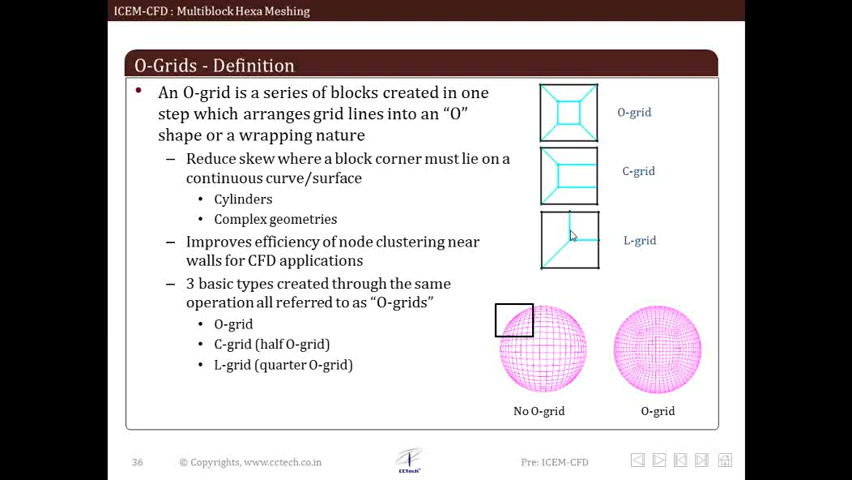 ICEM-CFD : Multiblock Hexa Meshing
O-Grids - Definition
• An O-grid is a series of blocks created in one
step which arranges grid lines into an “O”
shape or a wrapping nature
– Reduce skew where a block corner must lie on a
continuous curve/surface
• Cylinders
• Complex geometries
– Improves efficiency of node clustering near
walls for CFD applications
– 3 basic types created through the same
operation all referred to as “O-grids”
• O-grid
• C-grid (half O-grid)
• L-grid (quarter O-grid)
O-grid
C-grid
L-grid
No O-grid
O-grid
36
© Copyrights, www.cctech.co.in
CCTech
Pre: ICEM-CFD